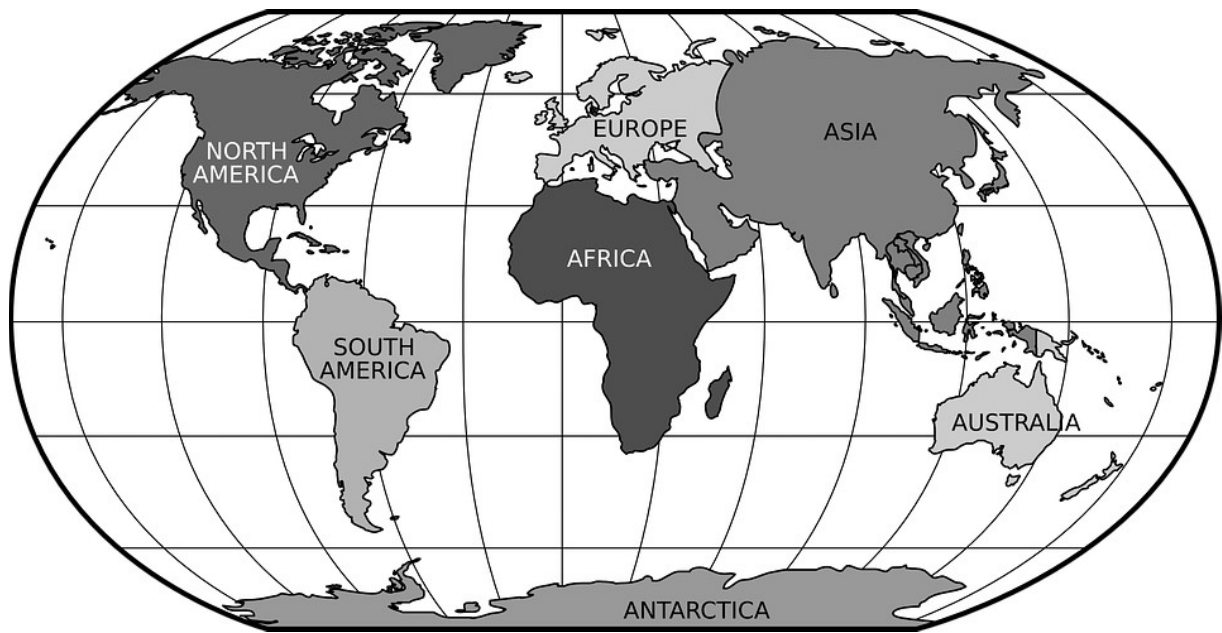 EUROPE
ASIA
NORTH
AMERICA
AFRICA
SOUTH
AMERICA
AUSTRALIA
ANTARCTICA